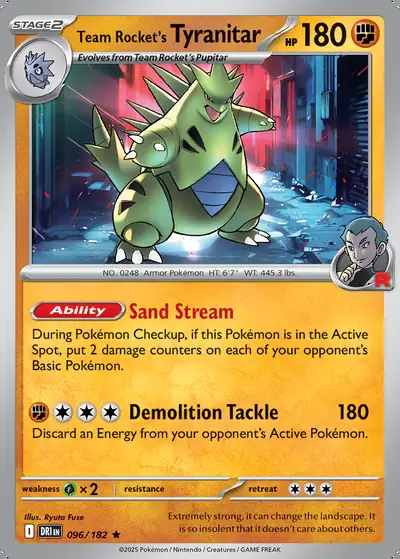 STAGE2
Team Rocket's Tyranitar HP 180
Evolves from Team Rocket's Pupitar
NO. 0248 Armor Pokémon HT: 6'7" WT: 445.3 lbs.
R
Ability Sand Stream
During Pokémon Checkup, if this Pokémon is in the Active
Spot, put 2 damage counters on each of your opponent's
Basic Pokémon.
Demolition Tackle 180
Discard an Energy from your opponent's Active Pokémon.
weakness ×2 resistance retreat
Illus. Ryuta Fuse
I DRI EN 096/182 ★
Extremely strong, it can change the landscape. It
is so insolent that it doesn't care about others.
©2025 Pokémon / Nintendo / Creatures / GAME FREAK